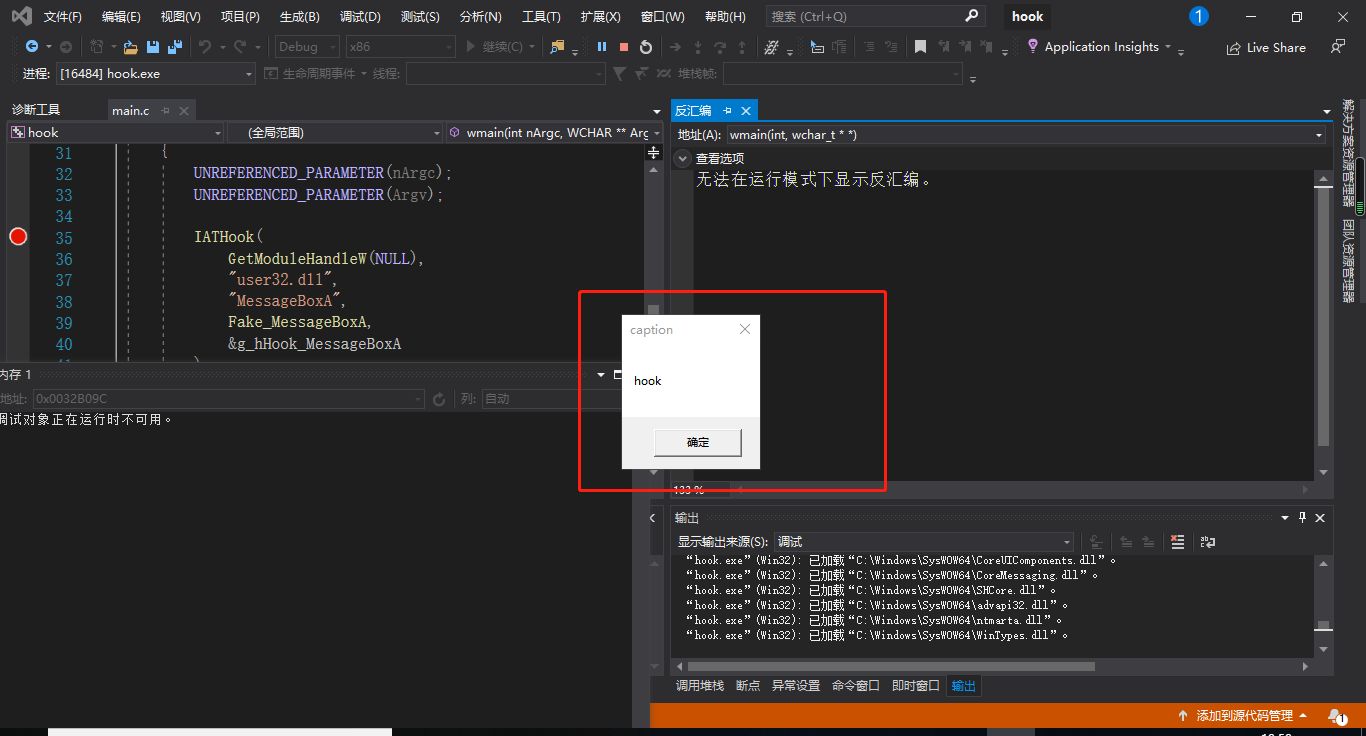 文件(F) 编辑(E) 视图(V) 项目(P) 生成(B) 调试(D) 测试(S) 分析(N) 工具(T) 扩展(X) 窗口(W) 帮助(H) 搜索 (Ctrl+Q) hook 1
Debug x86 继续(C) Application Insights Live Share
进程: [16484] hook.exe 生命周期事件 线程: 堆栈帧:
诊断工具 main.c
hook (全局范围) wmain(int nArgc, WCHAR ** Arg
31 {
32 UNREFERENCED_PARAMETER(nArgc);
33 UNREFERENCED_PARAMETER(Argv);
34
35 IATHook(
36 GetModuleHandleW(NULL),
37 "user32.dll",
38 "MessageBoxA",
39 Fake_MessageBoxA,
40 &g_hHook_MessageBoxA
反汇编
地址(A): wmain(int, wchar_t * *)
查看选项
无法在运行模式下显示反汇编。
解决方案资源管理器
团队资源管理器
caption
hook
确定
133 %
内存 1
地址: 0x0032B09C 列: 自动
调试对象正在运行时不可用。
输出
显示输出来源(S): 调试
“hook.exe”(Win32): 已加载“C:\Windows\SysWOW64\CoreUIComponents.dll”。
“hook.exe”(Win32): 已加载“C:\Windows\SysWOW64\CoreMessaging.dll”。
“hook.exe”(Win32): 已加载“C:\Windows\SysWOW64\SHCore.dll”。
“hook.exe”(Win32): 已加载“C:\Windows\SysWOW64\advapi32.dll”。
“hook.exe”(Win32): 已加载“C:\Windows\SysWOW64\ntmarta.dll”。
“hook.exe”(Win32): 已加载“C:\Windows\SysWOW64\WinTypes.dll”。
调用堆栈 断点 异常设置 命令窗口 即时窗口 输出
添加到源代码管理 1